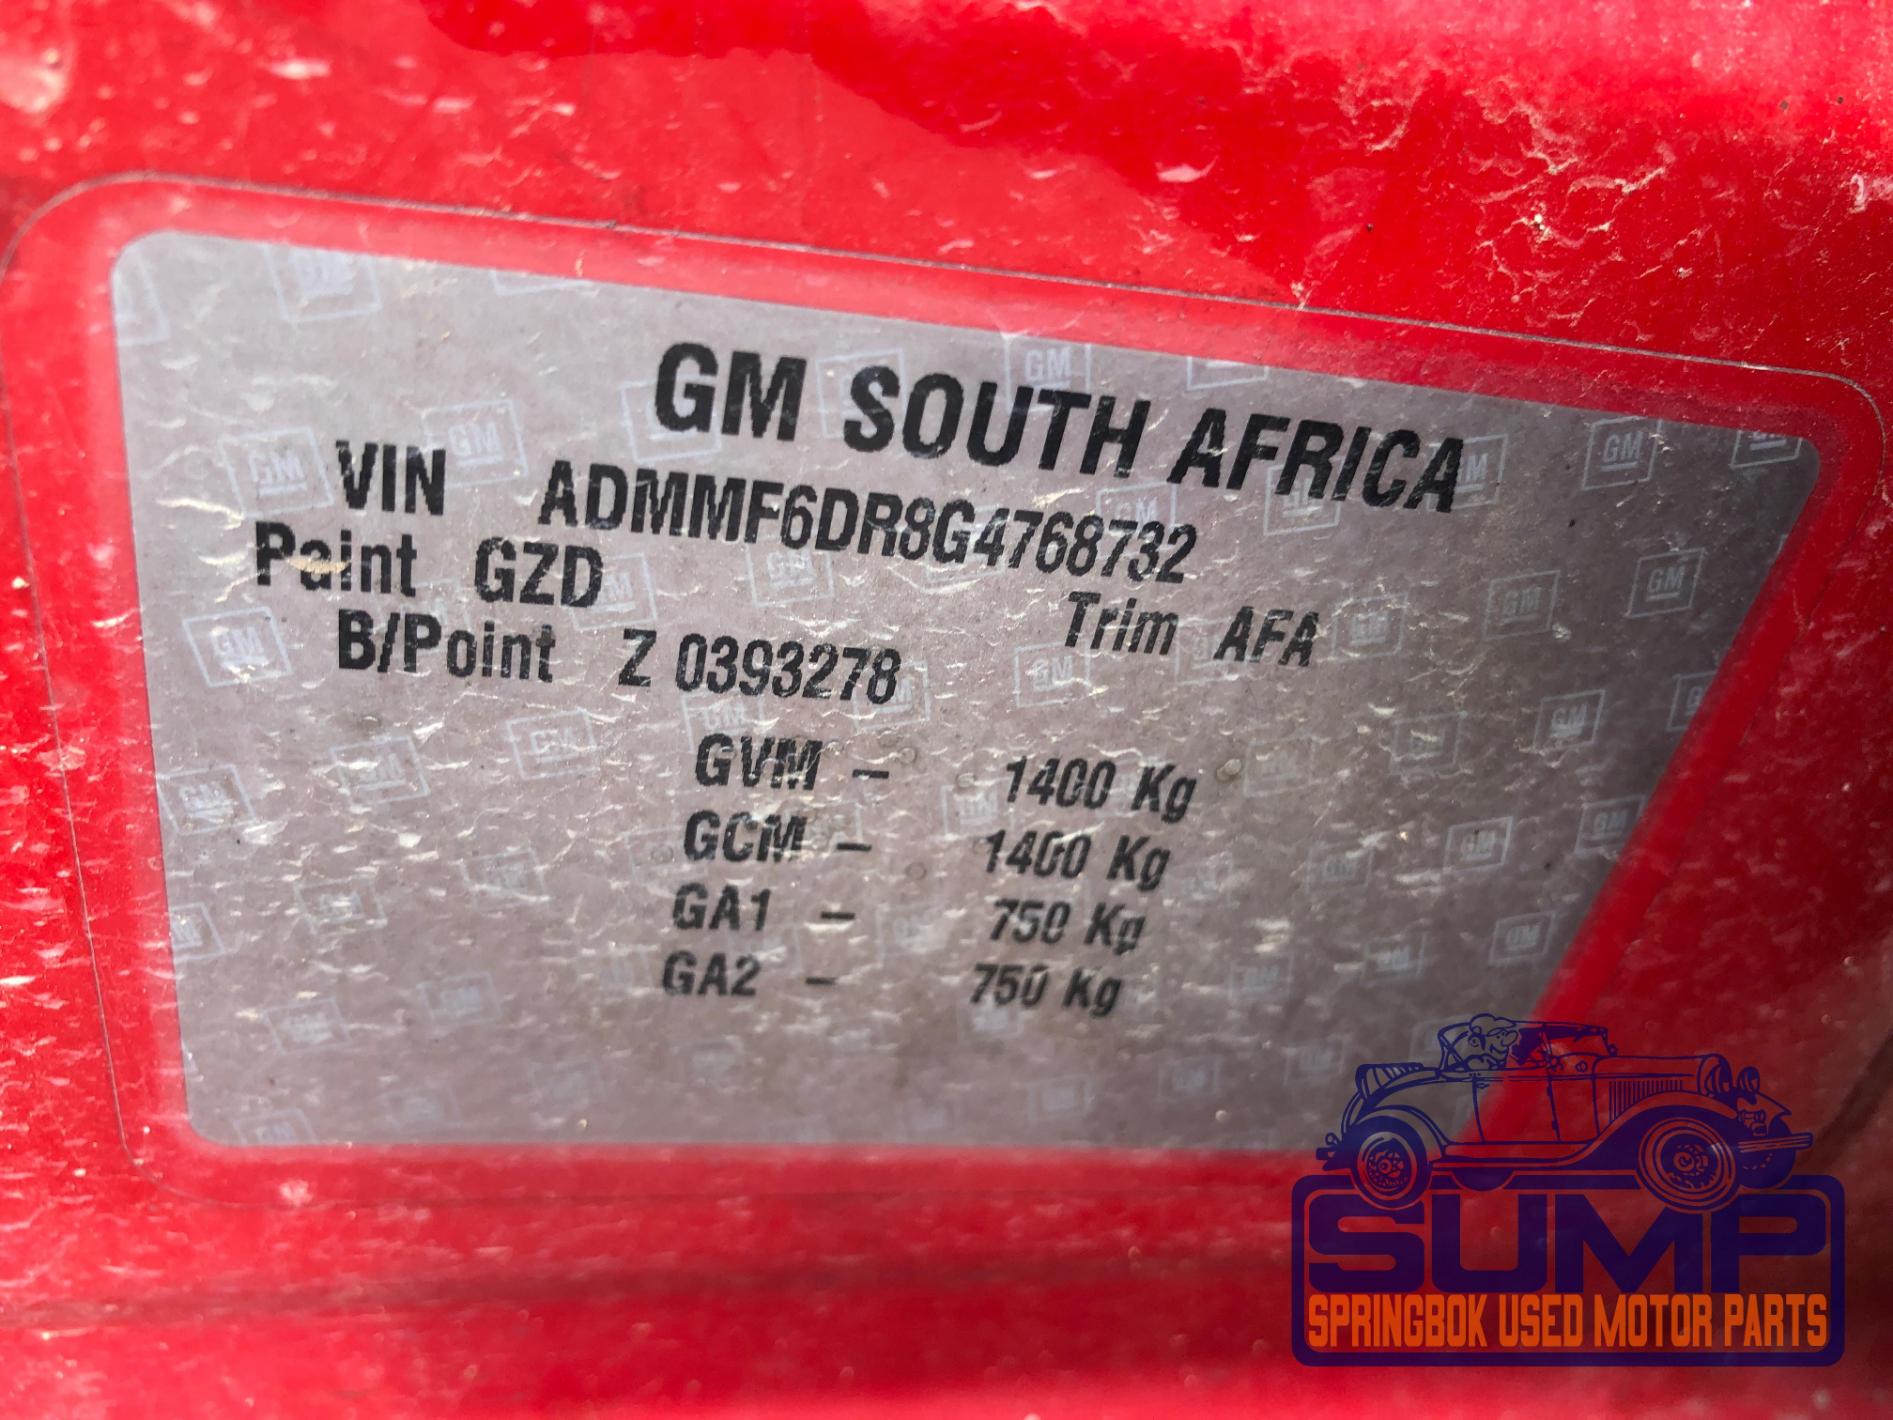 GM SOUTH AFRICA
VIN ADMMF6DR8G4768732
Paint GZD Trim AFA
B/Point Z 0393278
GVM - 1400 Kg
GCM - 1400 Kg
GA1 - 750 Kg
GA2 - 750 Kg
SUMP
SPRINGBOK USED MOTOR PARTS